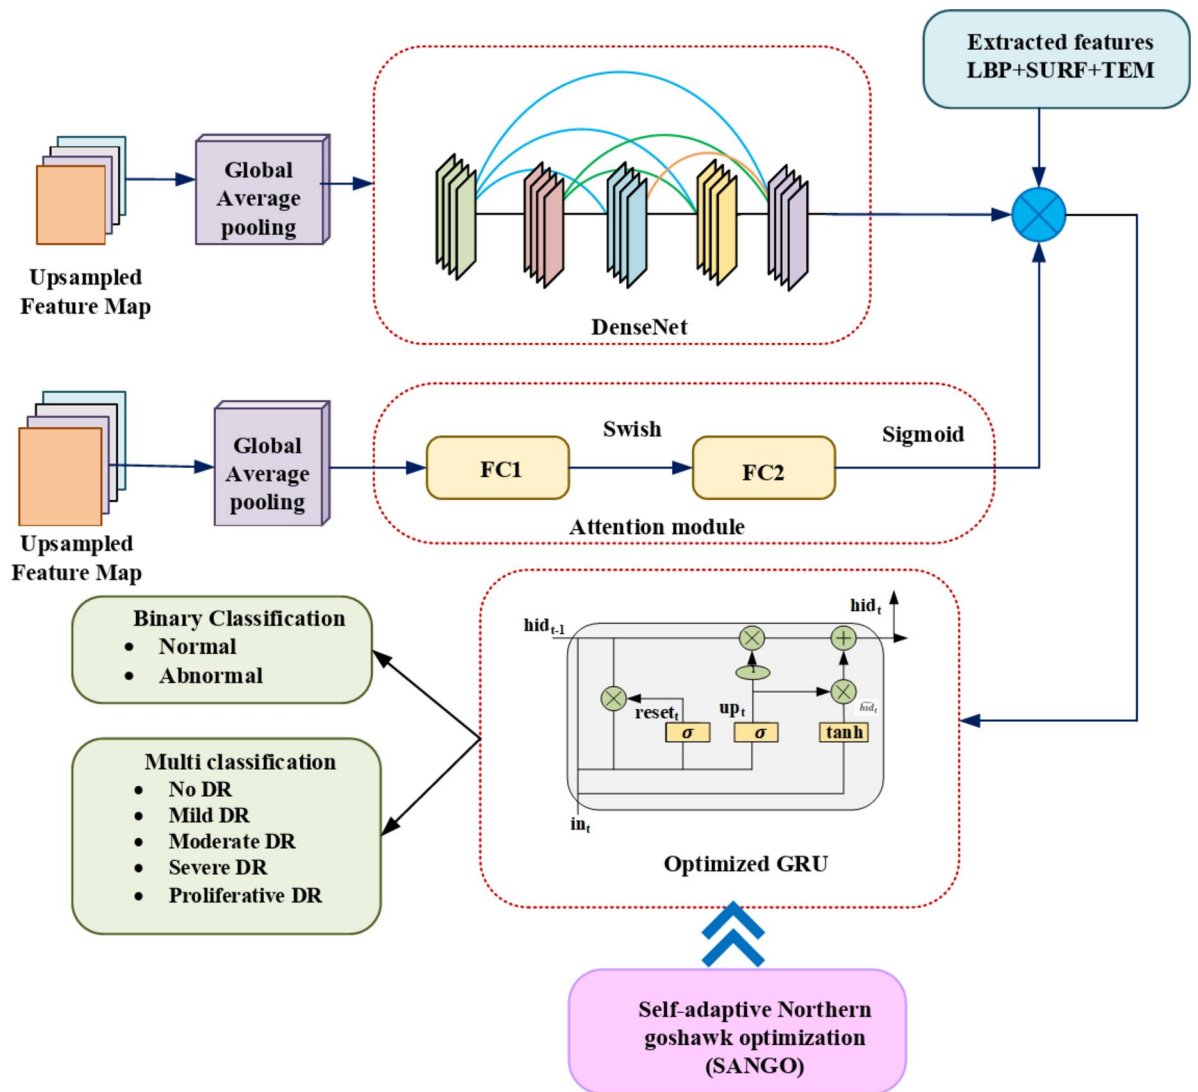 Extracted features
LBP+SURF+TEM
Global
Average
pooling
Upsampled
Feature Map
DenseNet
Global
Average
pooling
FC1
Swish
FC2
Sigmoid
Attention module
Upsampled
Feature Map
Binary Classification
• Normal
• Abnormal
Multi classification
• No DR
• Mild DR
• Moderate DR
• Severe DR
• Proliferative DR
hid_t-1
hid_t
reset_t
up_t
σ
σ
tanh
in_t
Optimized GRU
Self-adaptive Northern
goshawk optimization
(SANGO)